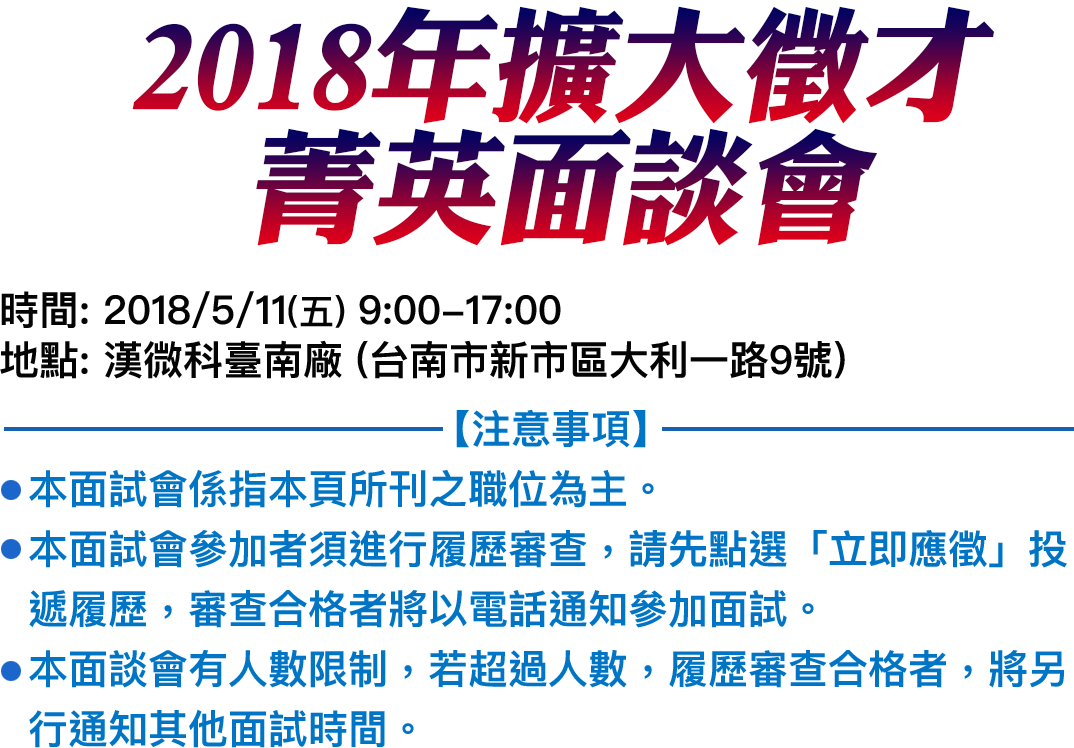 2018年擴大徵才
菁英面談會
時間: 2018/5/11(五) 9:00–17:00
地點: 漢微科臺南廠 (台南市新市區大利一路9號)
【注意事項】
●本面試會係指本頁所刊之職位為主。
●本面試會參加者須進行履歷審查，請先點選「立即應徵」投
遞履歷，審查合格者將以電話通知參加面試。
●本面談會有人數限制，若超過人數，履歷審查合格者，將另
行通知其他面試時間。